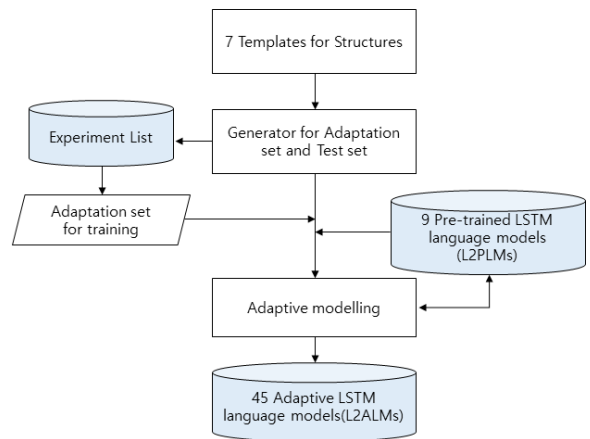 7 Templates for Structures
Experiment List
Generator for Adaptation
set and Test set
Adaptation set
for training
9 Pre-trained LSTM
language models
(L2PLMs)
Adaptive modelling
45 Adaptive LSTM
language models(L2ALMs)